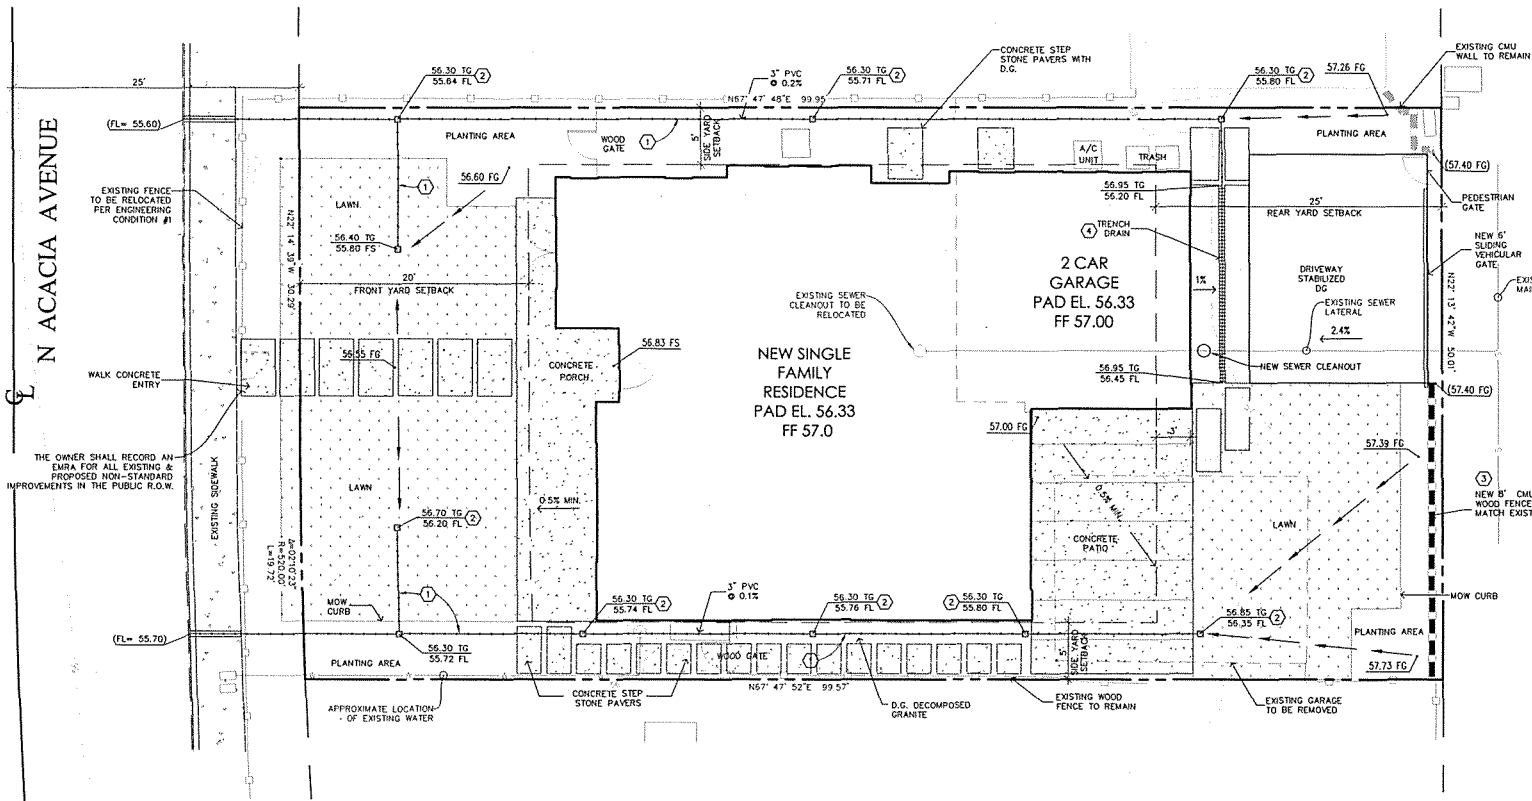 25'
(FL= 55.60)
56.30 TG
55.64 FL
2
3" PVC
@ 0.2%
56.30 TG
55.71 FL
2
CONCRETE STEP
STONE PAVERS WITH
D.G.
56.30 TG
55.80 FL
2
57.26 FG
EXISTING CMU
WALL TO REMAIN
N67° 47' 48"E 99.95
PLANTING AREA
WOOD
GATE
1
5'
SIDE YARD
SETBACK
A/C
UNIT
TRASH
PLANTING AREA
(57.40 FG)
PEDESTRIAN
GATE
N ACACIA AVENUE
EXISTING FENCE
TO BE RELOCATED
PER ENGINEERING
CONDITION #1
LAWN
1
56.60 FG
56.95 TG
56.20 FL
25'
REAR YARD SETBACK
4
TRENCH
DRAIN
NEW 6'
SLIDING
VEHICULAR
GATE
N22° 14' 39"W 30.29'
56.40 TG
55.80 FS
20'
FRONT YARD SETBACK
2 CAR
GARAGE
PAD EL. 56.33
FF 57.00
1%
DRIVEWAY
STABILIZED
DG
EXISTING SEWER
LATERAL
2.4%
N22° 13' 42"W 50.01'
EXISTING SEWER
CLEANOUT TO BE
RELOCATED
56.83 FS
56.55 FG
CONCRETE
PORCH
WALK CONCRETE
ENTRY
NEW SINGLE
FAMILY
RESIDENCE
PAD EL. 56.33
FF 57.0
56.95 TG
56.45 FL
NEW SEWER CLEANOUT
(57.40 FG)
CL
THE OWNER SHALL RECORD AN
EMRA FOR ALL EXISTING &
PROPOSED NON-STANDARD
IMPROVEMENTS IN THE PUBLIC R.O.W.
EXISTING SIDEWALK
57.00 FG
3'
57.39 FG
3
NEW 8' CMU
WOOD FENCE
MATCH EXIST
LAWN
0.5% MIN.
0.5% MIN.
CONCRETE
PATIO
LAWN
56.70 TG
56.20 FL
2
Δ=02°10'23"
R=520.00'
L=19.72'
MOW
CURB
1
3" PVC
@ 0.1%
56.30 TG
55.74 FL
2
56.30 TG
55.76 FL
2
2
56.30 TG
55.80 FL
56.85 TG
56.35 FL
2
MOW CURB
(FL= 55.70)
56.30 TG
55.72 FL
PLANTING AREA
WOOD GATE
1
5'
SIDE YARD
SETBACK
PLANTING AREA
57.73 FG
N67° 47' 52"E 99.57'
APPROXIMATE LOCATION
OF EXISTING WATER
CONCRETE STEP
STONE PAVERS
D.G. DECOMPOSED
GRANITE
EXISTING WOOD
FENCE TO REMAIN
EXISTING GARAGE
TO BE REMOVED